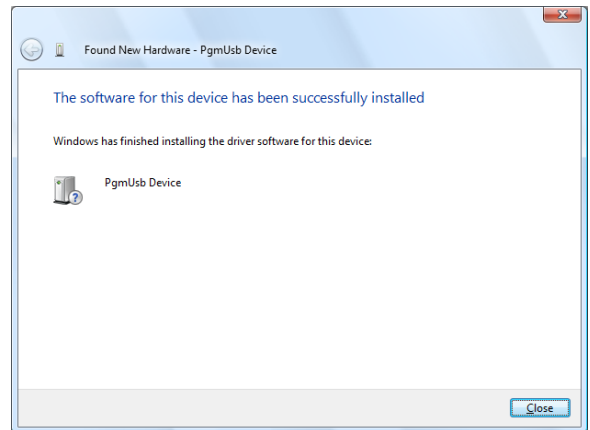 Found New Hardware - PgmUsb Device
The software for this device has been successfully installed
Windows has finished installing the driver software for this device:
PgmUsb Device
Close